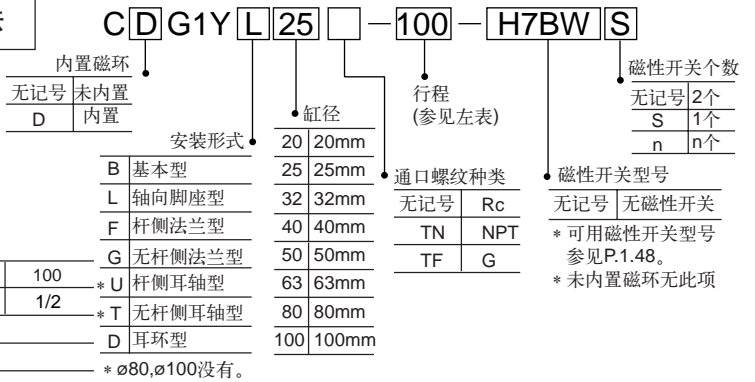 CDG1YL25□－100－H7BWS
内置磁环
无记号 未内置
D 内置
安装形式
B 基本型
L 轴向脚座型
F 杆侧法兰型
G 无杆侧法兰型
* U 杆侧耳轴型
* T 无杆侧耳轴型
D 耳环型
* ø80,ø100没有。
100
1/2
缸径
20 20mm
25 25mm
32 32mm
40 40mm
50 50mm
63 63mm
80 80mm
100 100mm
通口螺纹种类
无记号 Rc
TN NPT
TF G
行程
(参见左表)
磁性开关型号
无记号 无磁性开关
* 可用磁性开关型号
参见P.1.48。
* 未内置磁环无此项
磁性开关个数
无记号 2个
S 1个
n n个